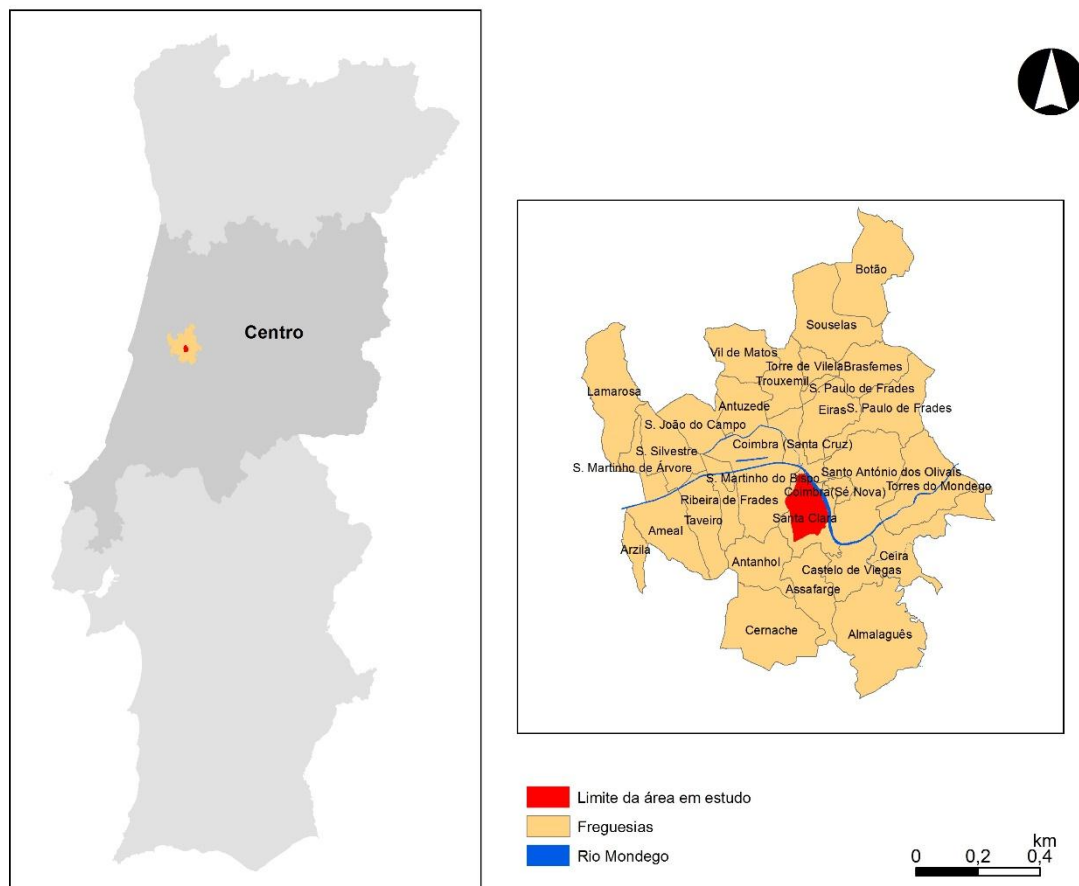 Centro
Botão
Souselas
Vil de Matos
Torre de Vilela
Brasfemes
Trouxemil
S. Paulo de Frades
Lamarosa
Antuzede
Eiras
S. Paulo de Frades
S. João do Campo
Coimbra (Santa Cruz)
S. Silvestre
S. Martinho de Árvore
Santo António dos Olivais
S. Martinho do Bispo
Torres do Mondego
Coimbra(Sé Nova)
Ribeira de Frades
Santa Clara
Taveiro
Ameal
Arzila
Antanhol
Ceira
Castelo de Viegas
Assafarge
Cernache
Almalaguês
Limite da área em estudo
Freguesias
Rio Mondego
km
0 0,2 0,4